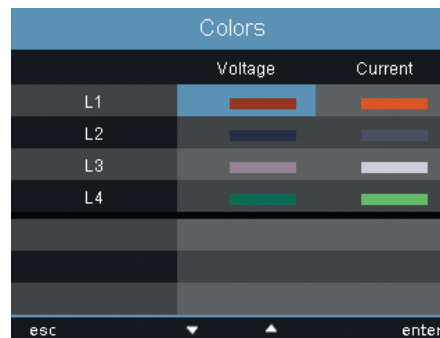 Colors
Voltage Current
L1
L2
L3
L4
esc ▼ ▲ enter